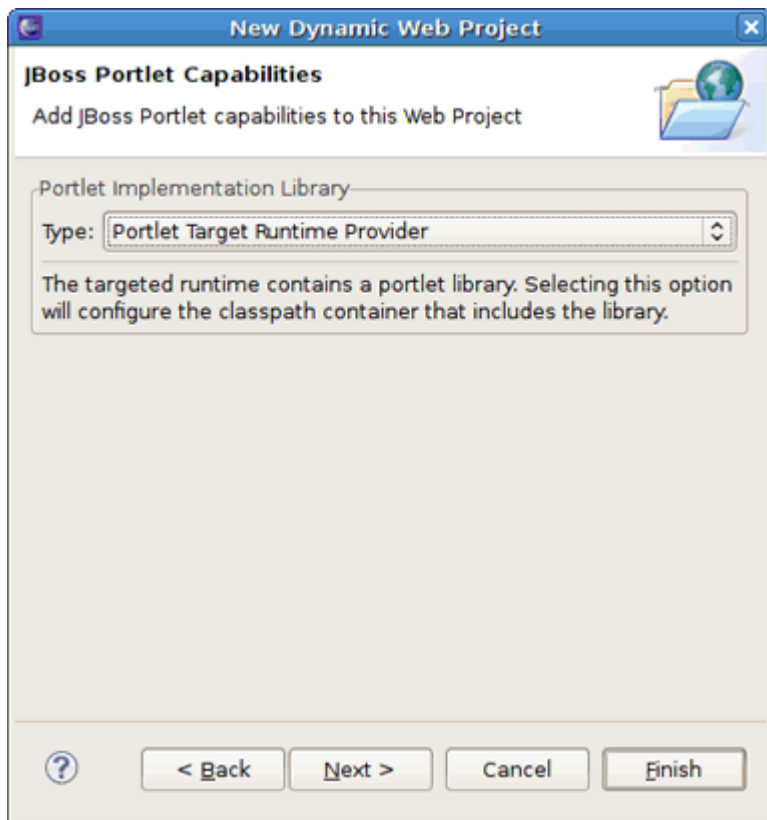 New Dynamic Web Project
JBoss Portlet Capabilities
Add JBoss Portlet capabilities to this Web Project
Portlet Implementation Library
Type: Portlet Target Runtime Provider
The targeted runtime contains a portlet library. Selecting this option
will configure the classpath container that includes the library.
? < Back Next > Cancel Finish